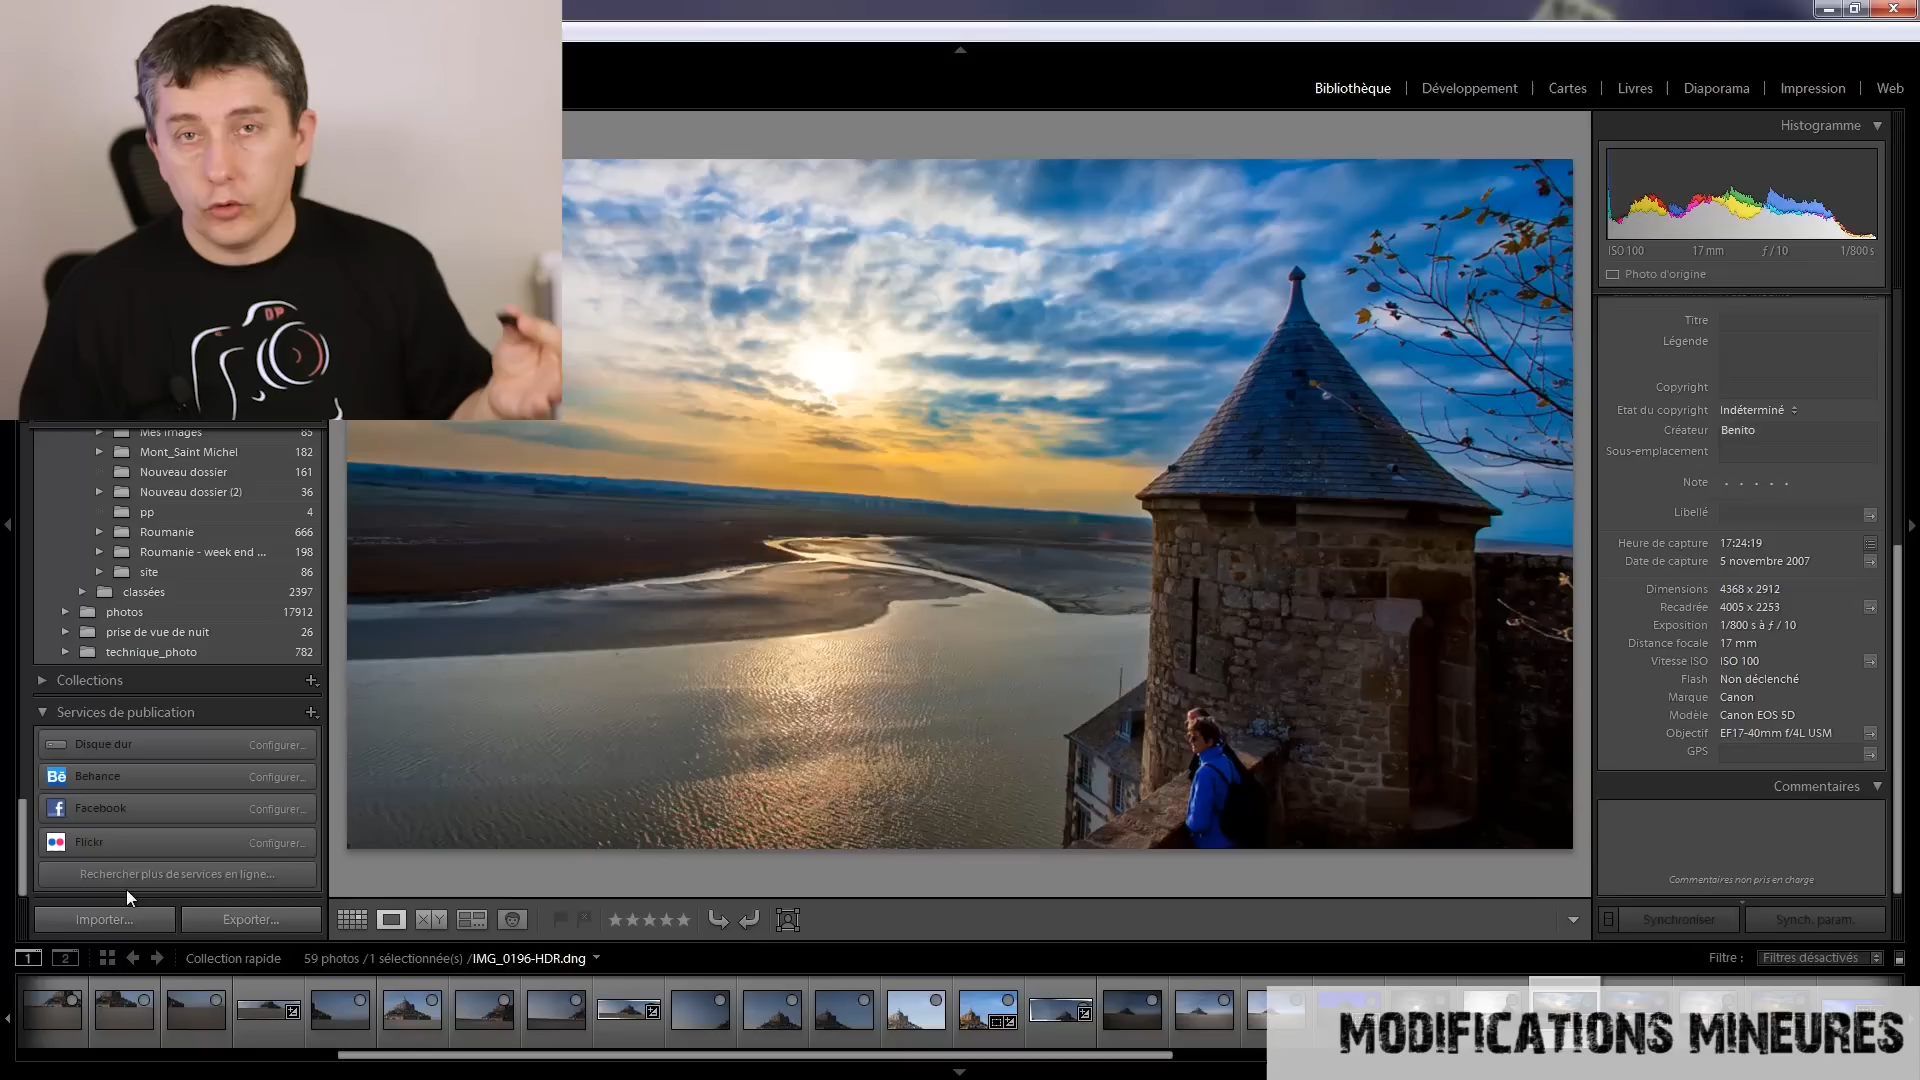 DP
Bibliothèque | Développement | Cartes | Livres | Diaporama | Impression | Web
Histogramme
ISO 100 17 mm ƒ / 10 1/800 s
Photo d'origine
Titre
Légende
Copyright
Etat du copyright Indéterminé
Créateur Benito
Sous-emplacement
Note . . . . .
Libellé
Heure de capture 17:24:19
Date de capture 5 novembre 2007
Dimensions 4368 x 2912
Recadrée 4005 x 2253
Exposition 1/800 s à ƒ / 10
Distance focale 17 mm
Vitesse ISO ISO 100
Flash Non déclenché
Marque Canon
Modèle Canon EOS 5D
Objectif EF17-40mm f/4L USM
GPS
Commentaires
Commentaires non pris en charge
Synchroniser Synch. param.
Mes images 85
Mont_Saint Michel 182
Nouveau dossier 161
Nouveau dossier (2) 36
pp 4
Roumanie 666
Roumanie - week end ... 198
site 86
classées 2397
photos 17912
prise de vue de nuit 26
technique_photo 782
Collections
Services de publication
Disque dur Configurer...
Bē Behance Configurer...
f Facebook Configurer...
Flickr Configurer...
Rechercher plus de services en ligne...
Importer... Exporter...
X Y
1 2 Collection rapide 59 photos / 1 sélectionnée(s) / IMG_0196-HDR.dng
Filtre : Filtres désactivés
MODIFICATIONS MINEURES